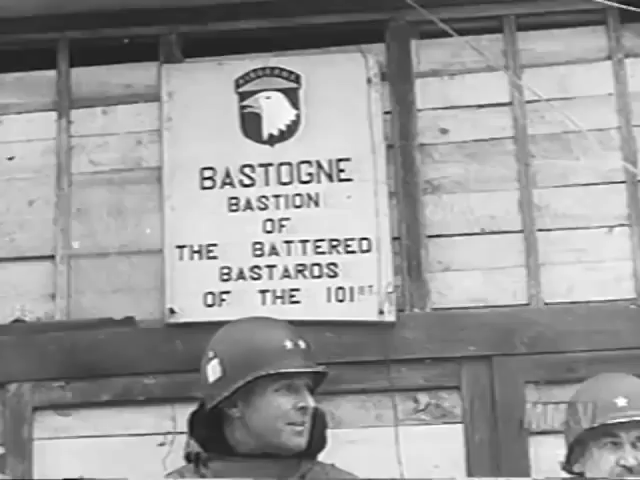 AIRBORNE
BASTOGNE
BASTION
OF
THE BATTERED
BASTARDS
OF THE 101ST.